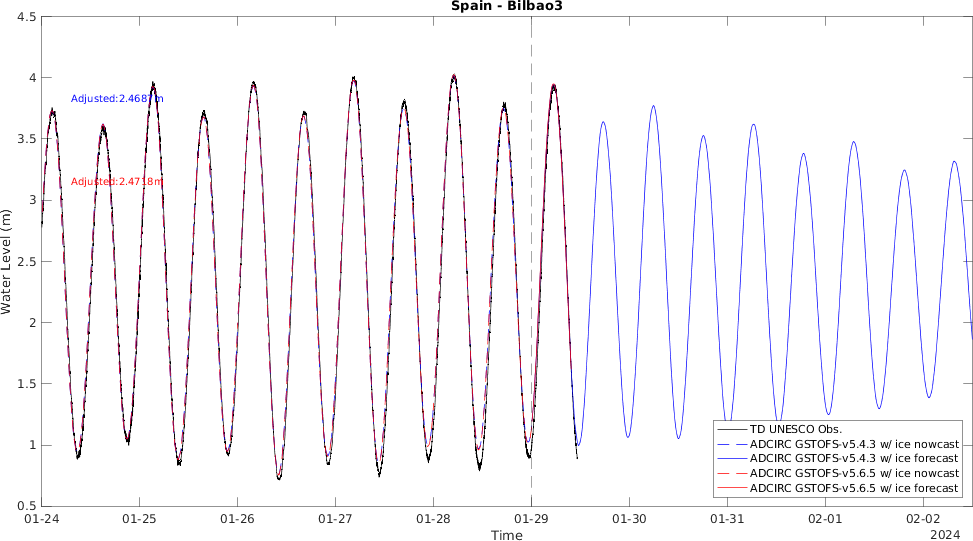 Spain - Bilbao3
4.5
4
3.5
3
2.5
2
1.5
1
0.5
Water Level (m)
Adjusted:2.4687m
Adjusted:2.4718m
TD UNESCO Obs.
ADCIRC GSTOFS-v5.4.3 w/ ice nowcast
ADCIRC GSTOFS-v5.4.3 w/ ice forecast
ADCIRC GSTOFS-v5.6.5 w/ ice nowcast
ADCIRC GSTOFS-v5.6.5 w/ ice forecast
01-24 01-25 01-26 01-27 01-28 01-29 01-30 01-31 02-01 02-02
Time
2024